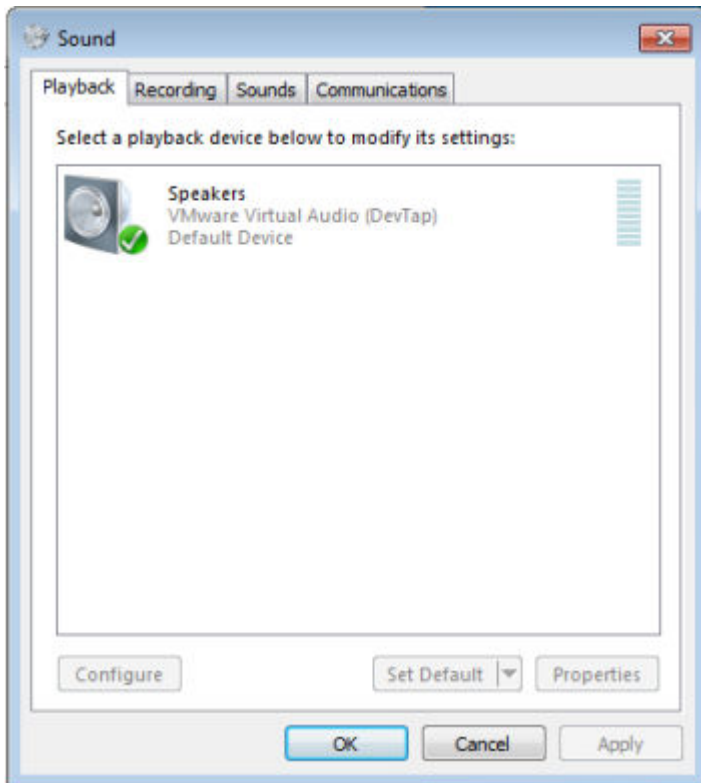 Sound
Playback Recording Sounds Communications
Select a playback device below to modify its settings:
Speakers
VMware Virtual Audio (DevTap)
Default Device
Configure Set Default Properties
OK Cancel Apply